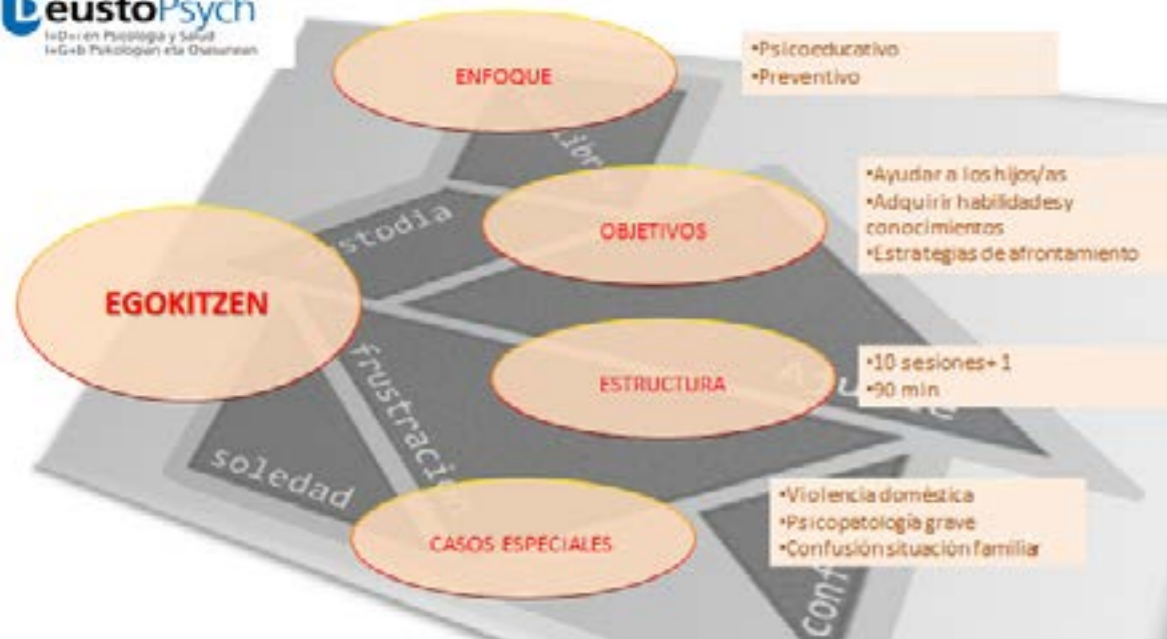 DeustoPsych
I+D+i en Psicología y Salud
I+G+b Psikologian eta Osasunean
ENFOQUE
•Psicoeducativo
•Preventivo
OBJETIVOS
•Ayudar a los hijos/as
•Adquirir habilidadesy
conocimientos
•Estrategias de afrontamiento
EGOKITZEN
ESTRUCTURA
•10 sesiones+ 1
•90 min
CASOS ESPECIALES
•Violencia doméstica
•Psicopatología grave
•Confusión situación familiar
stodia
frustració
soledad